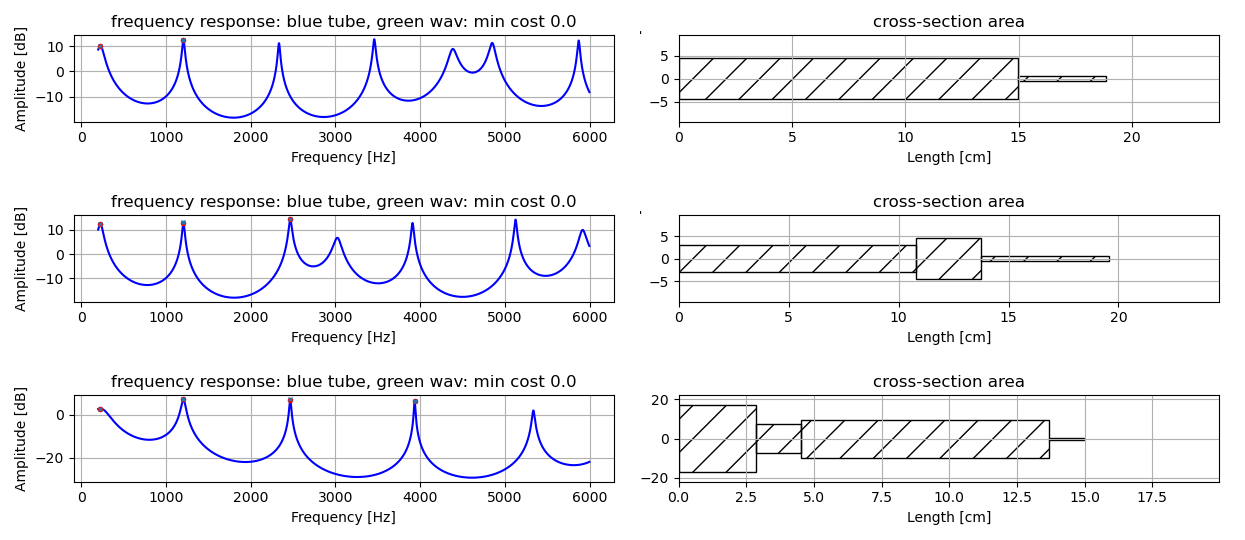 frequency response: blue tube, green wav: min cost 0.0
Amplitude [dB]
10
0
−10
0 1000 2000 3000 4000 5000 6000
Frequency [Hz]
cross-section area
5
0
−5
0 5 10 15 20
Length [cm]
frequency response: blue tube, green wav: min cost 0.0
Amplitude [dB]
10
0
−10
0 1000 2000 3000 4000 5000 6000
Frequency [Hz]
cross-section area
5
0
−5
0 5 10 15 20
Length [cm]
frequency response: blue tube, green wav: min cost 0.0
Amplitude [dB]
0
−20
0 1000 2000 3000 4000 5000 6000
Frequency [Hz]
cross-section area
20
0
−20
0.0 2.5 5.0 7.5 10.0 12.5 15.0 17.5
Length [cm]